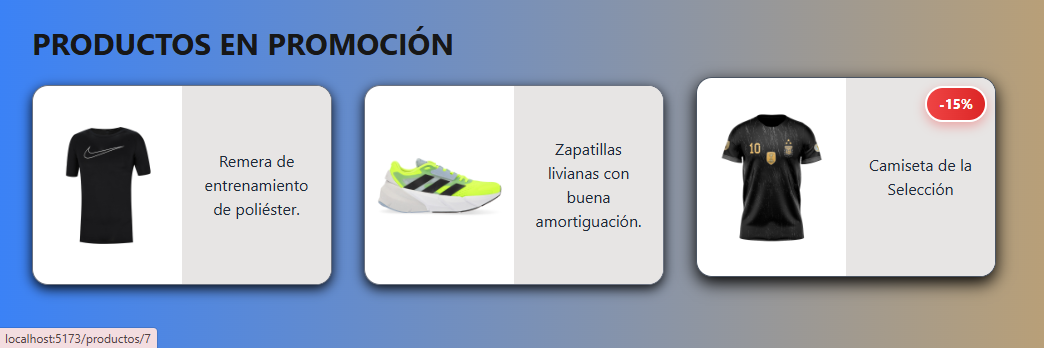 PRODUCTOS EN PROMOCIÓN
Remera de
entrenamiento
de poliéster.
Zapatillas
livianas con
buena
amortiguación.
-15%
10
Camiseta de la
Selección
localhost:5173/productos/7